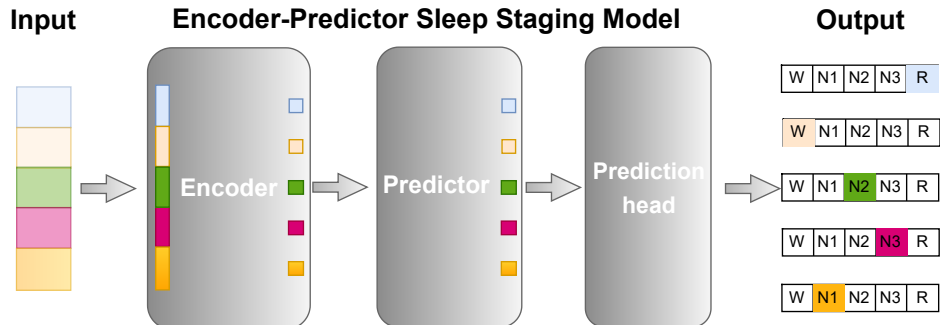 Input
Encoder-Predictor Sleep Staging Model
Output
Encoder
Predictor
Prediction
head
W N1 N2 N3 R
W N1 N2 N3 R
W N1 N2 N3 R
W N1 N2 N3 R
W N1 N2 N3 R